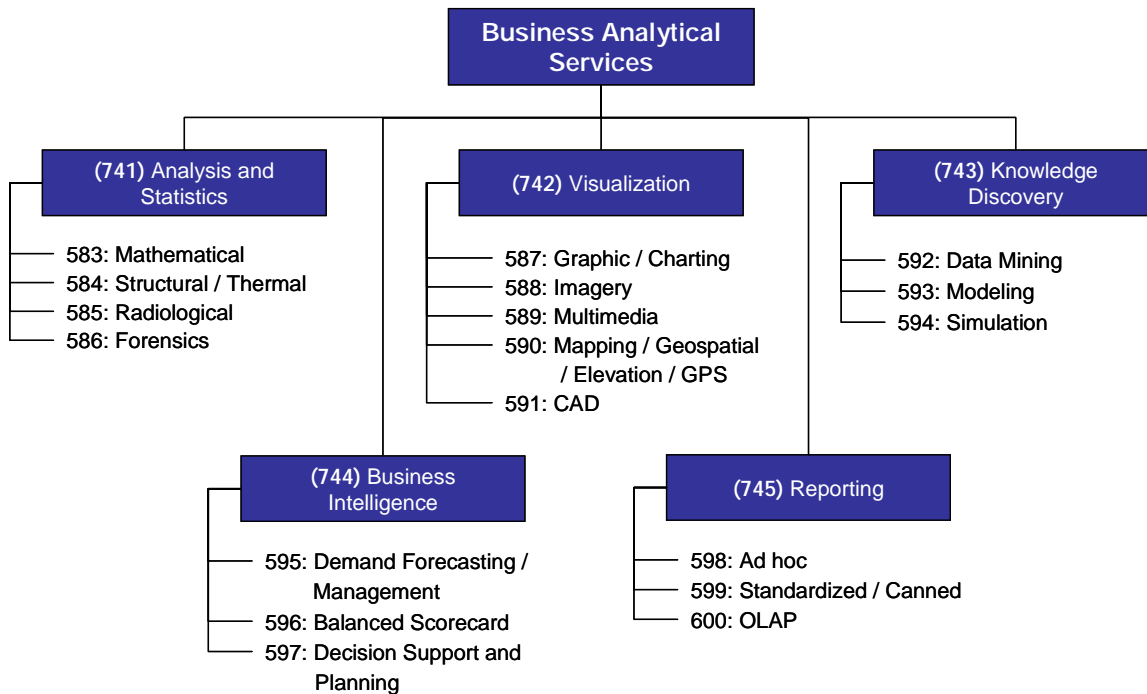 Business Analytical
Services
(741) Analysis and
Statistics
583: Mathematical
584: Structural / Thermal
585: Radiological
586: Forensics
(742) Visualization
587: Graphic / Charting
588: Imagery
589: Multimedia
590: Mapping / Geospatial
/ Elevation / GPS
591: CAD
(743) Knowledge
Discovery
592: Data Mining
593: Modeling
594: Simulation
(744) Business
Intelligence
595: Demand Forecasting /
Management
596: Balanced Scorecard
597: Decision Support and
Planning
(745) Reporting
598: Ad hoc
599: Standardized / Canned
600: OLAP